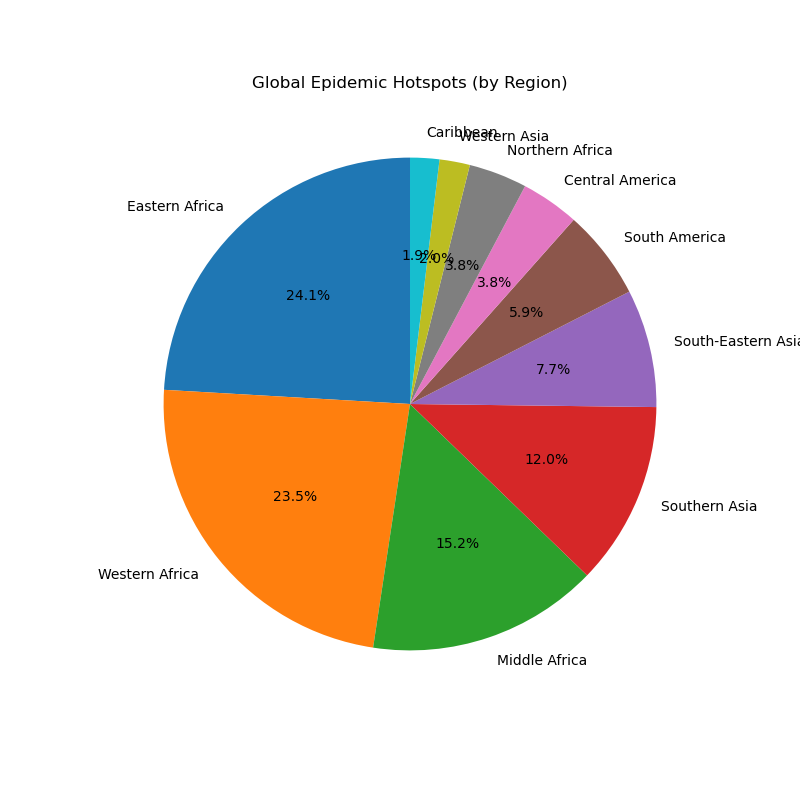 Global Epidemic Hotspots (by Region)
Caribbean
Western Asia
Northern Africa
Central America
Eastern Africa
South America
1.9%
2.0%
3.8%
3.8%
24.1%
5.9%
South-Eastern Asia
7.7%
12.0%
23.5%
Southern Asia
15.2%
Western Africa
Middle Africa